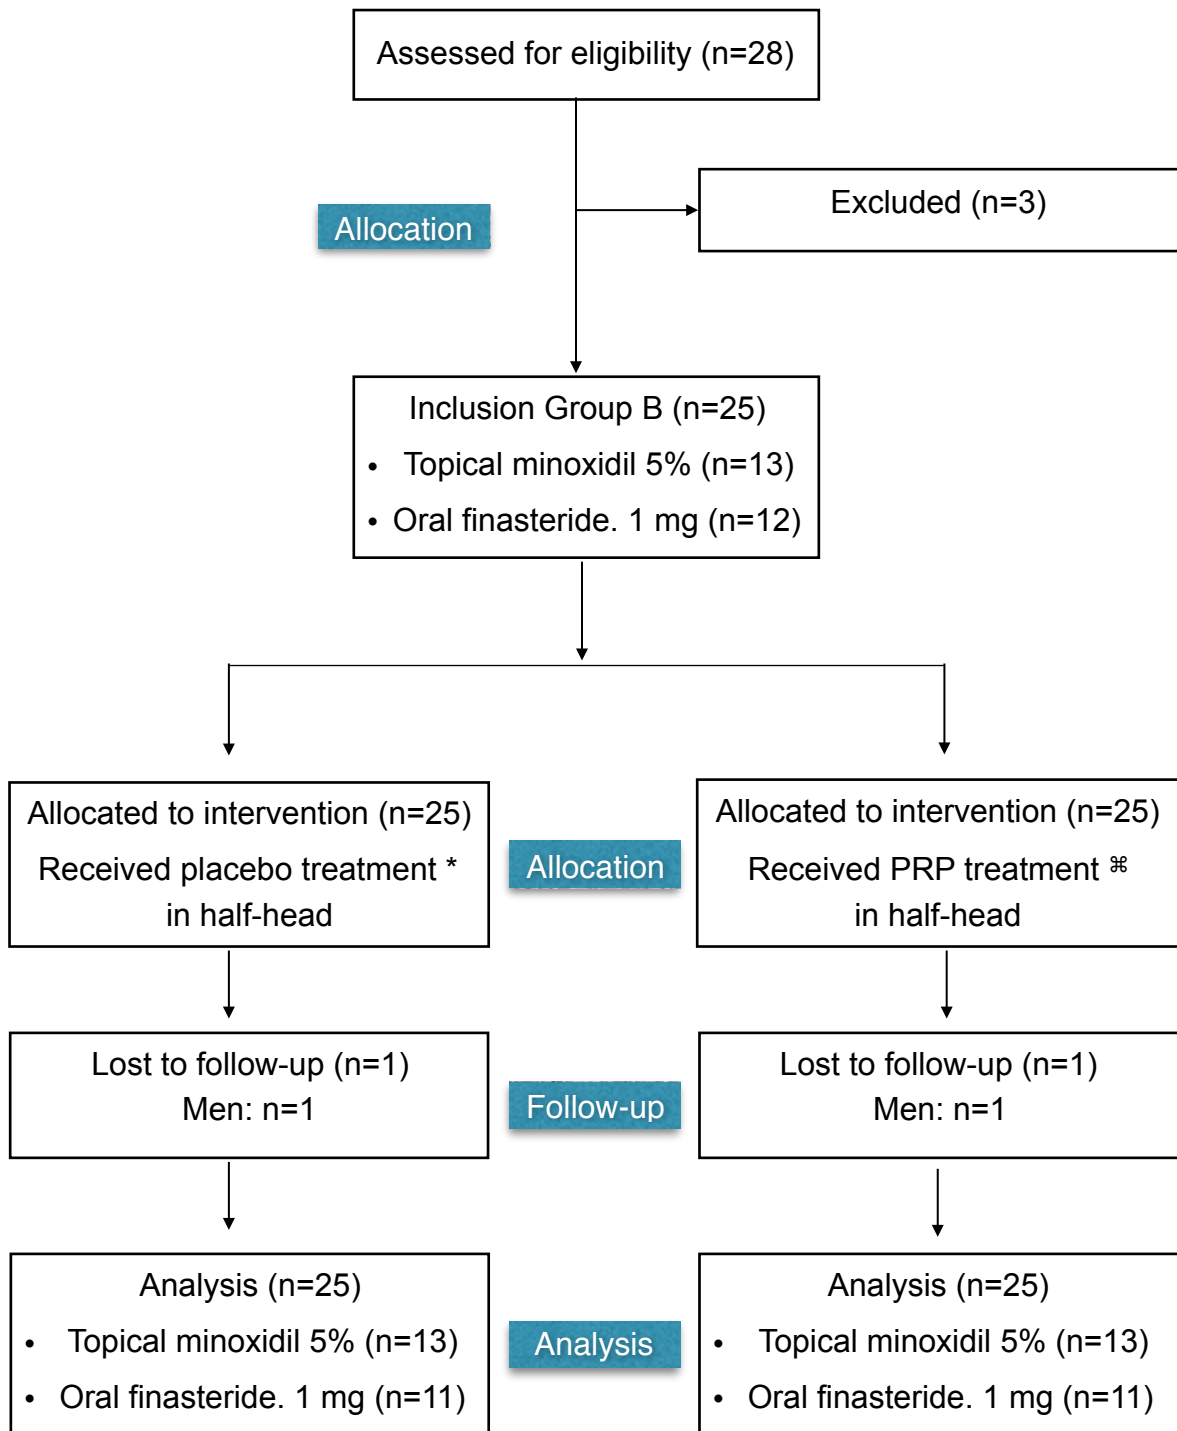 Assessed for eligibility (n=28)
Excluded (n=3)
Allocation
Inclusion Group B (n=25)
• Topical minoxidil 5% (n=13)
• Oral finasteride. 1 mg (n=12)
Allocated to intervention (n=25)
Received placebo treatment *
in half-head
Allocation
Allocated to intervention (n=25)
Received PRP treatment ⌘
in half-head
Lost to follow-up (n=1)
Men: n=1
Follow-up
Lost to follow-up (n=1)
Men: n=1
Analysis (n=25)
• Topical minoxidil 5% (n=13)
• Oral finasteride. 1 mg (n=11)
Analysis
Analysis (n=25)
• Topical minoxidil 5% (n=13)
• Oral finasteride. 1 mg (n=11)